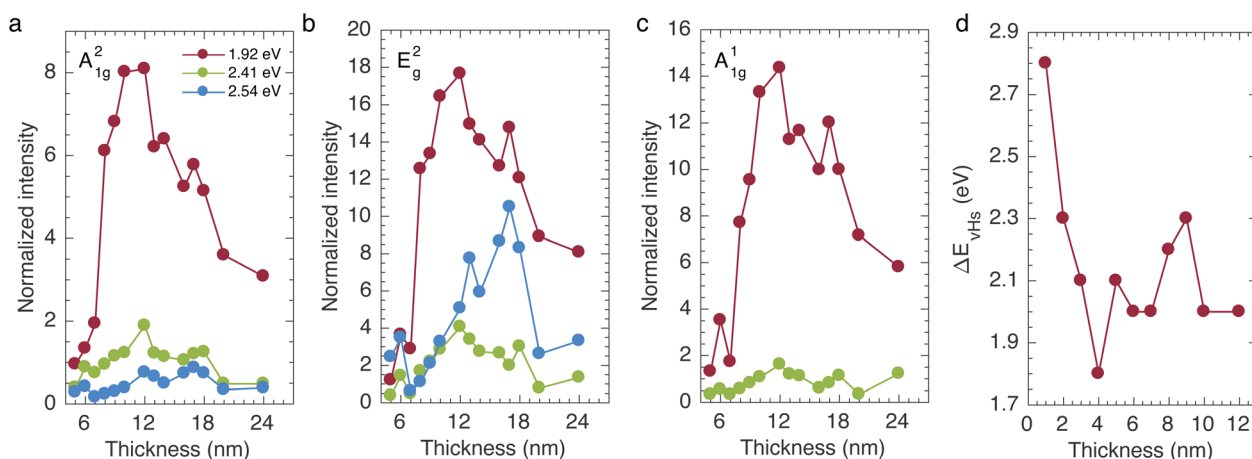 a
b
c
d
A²₁g
1.92 eV
2.41 eV
2.54 eV
E²g
A¹₁g
Normalized intensity
0
2
4
6
8
6
12
18
24
Thickness (nm)
Normalized intensity
20
18
16
14
12
10
8
6
4
2
0
6
12
18
24
Thickness (nm)
Normalized intensity
16
14
12
10
8
6
4
2
0
6
12
18
24
Thickness (nm)
ΔE_vHs (eV)
2.9
2.7
2.5
2.3
2.1
1.9
1.7
0
2
4
6
8
10
12
Thickness (nm)